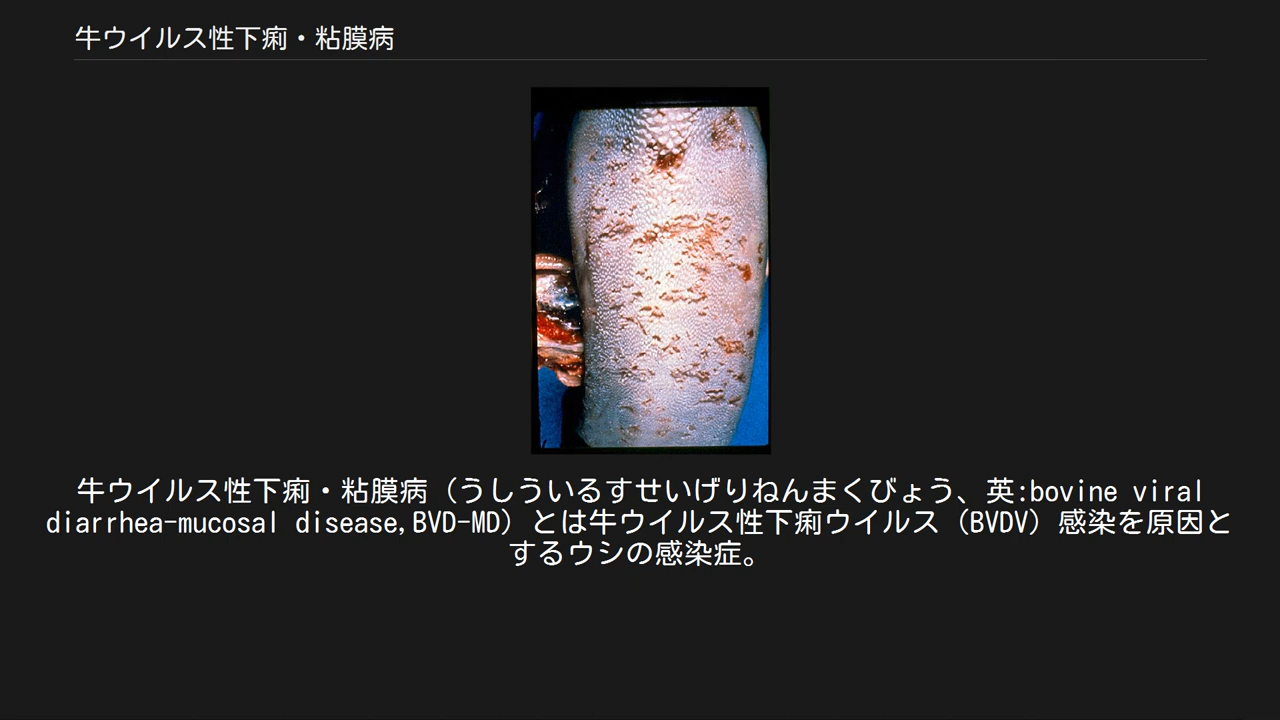 牛ウイルス性下痢・粘膜病
牛ウイルス性下痢・粘膜病（うしういるすせいげりねんまくびょう、英:bovine viral
diarrhea-mucosal disease,BVD-MD）とは牛ウイルス性下痢ウイルス（BVDV）感染を原因と
するウシの感染症。